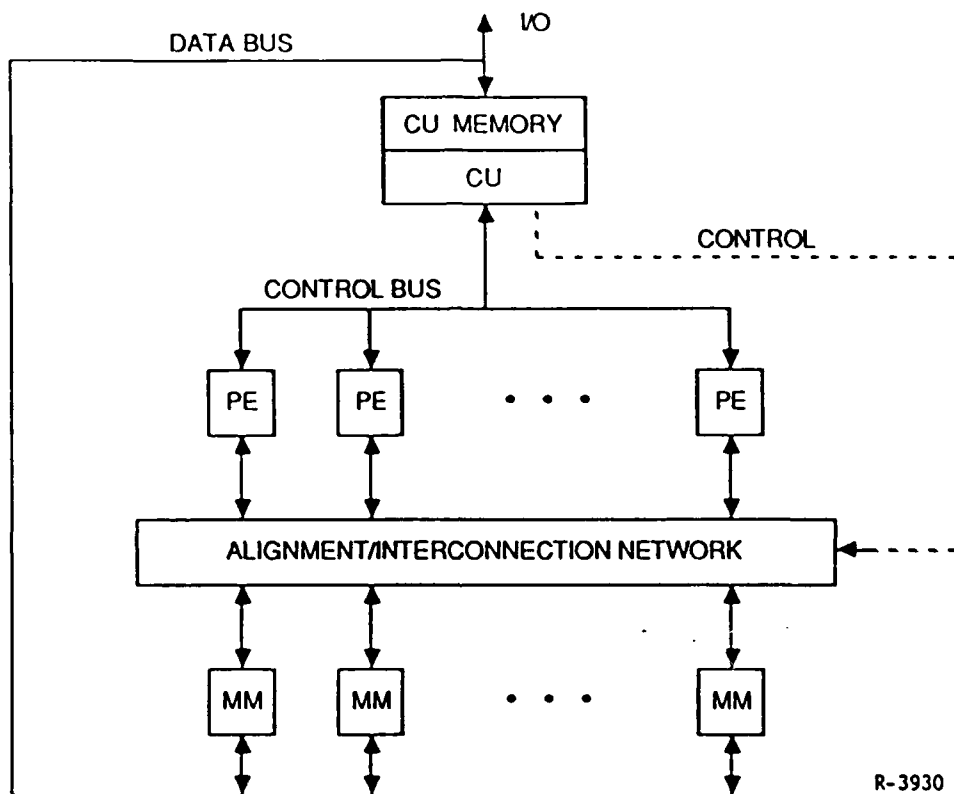 I/O
DATA BUS
CU MEMORY
CU
CONTROL
CONTROL BUS
PE PE • • • PE
ALIGNMENT/INTERCONNECTION NETWORK
MM MM • • • MM
R-3930